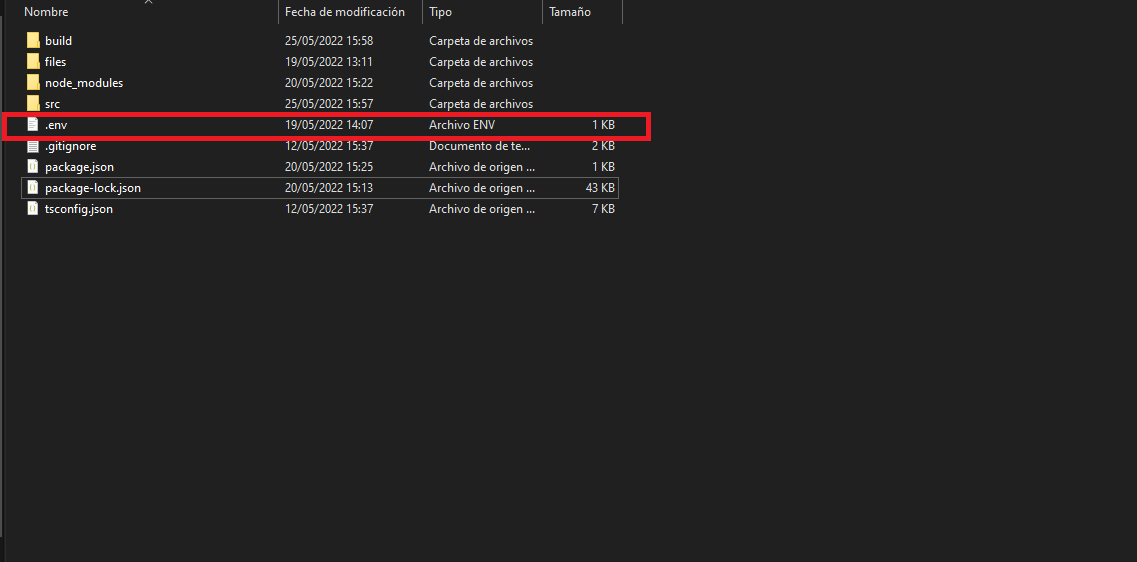 Nombre Fecha de modificación Tipo Tamaño
build 25/05/2022 15:58 Carpeta de archivos
files 19/05/2022 13:11 Carpeta de archivos
node_modules 20/05/2022 15:22 Carpeta de archivos
src 25/05/2022 15:57 Carpeta de archivos
.env 19/05/2022 14:07 Archivo ENV 1 KB
.gitignore 12/05/2022 15:37 Documento de te... 2 KB
package.json 20/05/2022 15:25 Archivo de origen ... 1 KB
package-lock.json 20/05/2022 15:13 Archivo de origen ... 43 KB
tsconfig.json 12/05/2022 15:37 Archivo de origen ... 7 KB